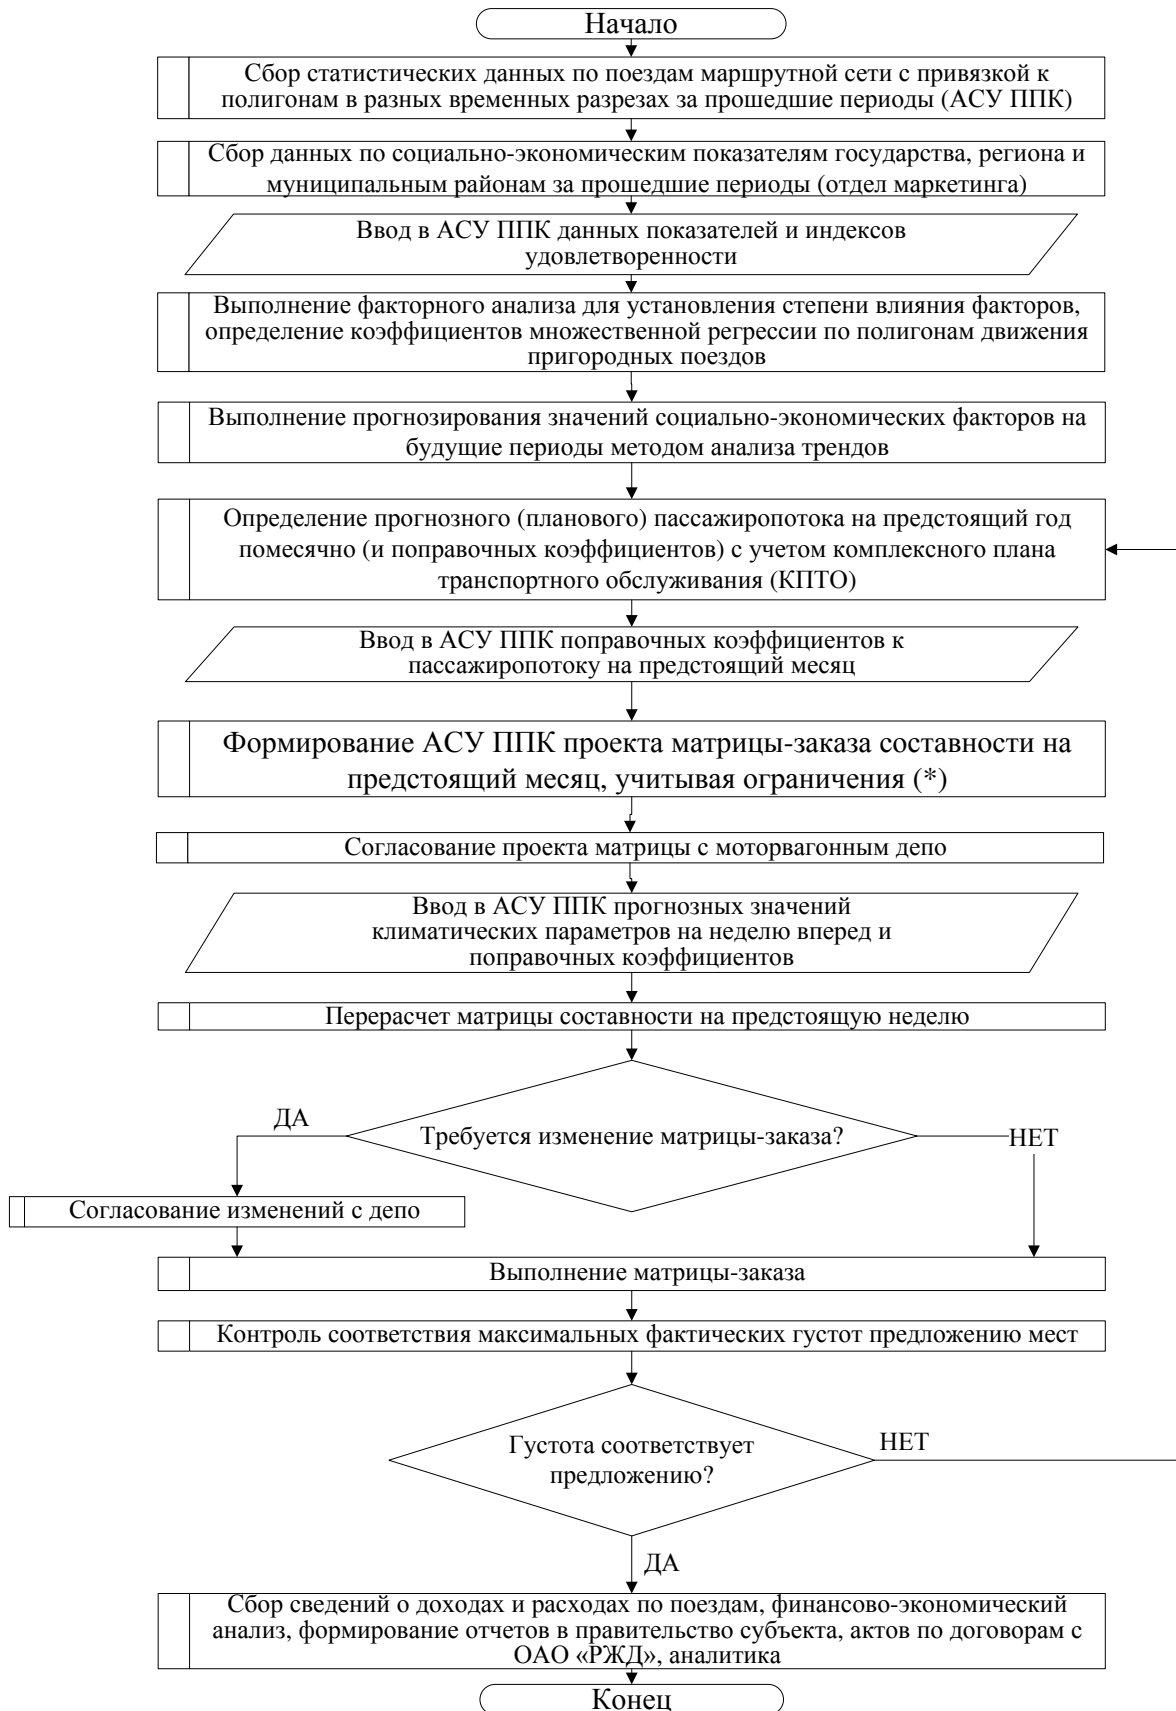 Начало
Сбор статистических данных по поездам маршрутной сети с привязкой к
полигонам в разных временных разрезах за прошедшие периоды (АСУ ППК)
Сбор данных по социально-экономическим показателям государства, региона и
муниципальным районам за прошедшие периоды (отдел маркетинга)
Ввод в АСУ ППК данных показателей и индексов
удовлетворенности
Выполнение факторного анализа для установления степени влияния факторов,
определение коэффициентов множественной регрессии по полигонам движения
пригородных поездов
Выполнение прогнозирования значений социально-экономических факторов на
будущие периоды методом анализа трендов
Определение прогнозного (планового) пассажиропотока на предстоящий год
помесячно (и поправочных коэффициентов) с учетом комплексного плана
транспортного обслуживания (КПТО)
Ввод в АСУ ППК поправочных коэффициентов к
пассажиропотоку на предстоящий месяц
Формирование АСУ ППК проекта матрицы-заказа составности на
предстоящий месяц, учитывая ограничения (*)
Согласование проекта матрицы с моторвагонным депо
Ввод в АСУ ППК прогнозных значений
климатических параметров на неделю вперед и
поправочных коэффициентов
Перерасчет матрицы составности на предстоящую неделю
ДА
Требуется изменение матрицы-заказа?
НЕТ
Согласование изменений с депо
Выполнение матрицы-заказа
Контроль соответствия максимальных фактических густот предложению мест
Густота соответствует
предложению?
НЕТ
ДА
Сбор сведений о доходах и расходах по поездам, финансово-экономический
анализ, формирование отчетов в правительство субъекта, актов по договорам с
ОАО «РЖД», аналитика
Конец